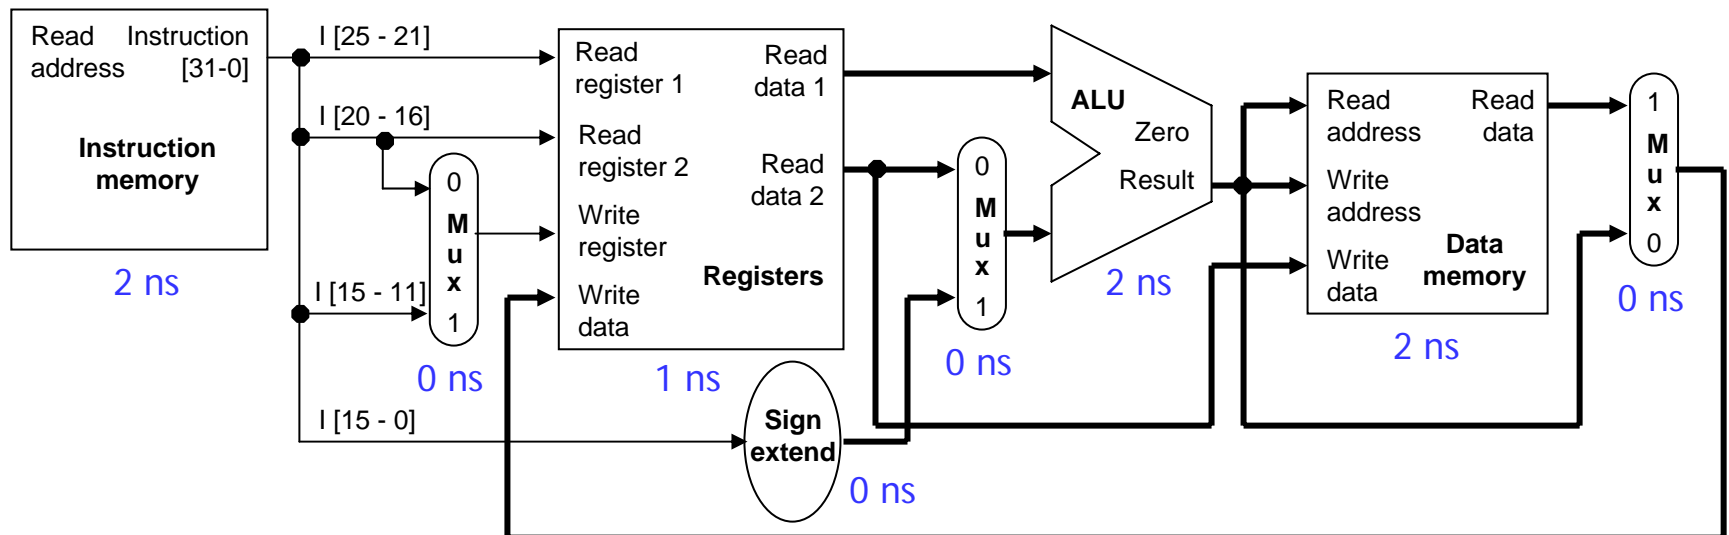 Read address
Instruction [31-0]
Instruction memory
2 ns
I [25 - 21]
I [20 - 16]
I [15 - 11]
I [15 - 0]
0
M
u
x
1
0 ns
Read register 1
Read register 2
Write register
Write data
Read data 1
Read data 2
Registers
1 ns
Sign extend
0 ns
0
M
u
x
1
0 ns
ALU
Zero
Result
2 ns
Read address
Write address
Write data
Read data
Data memory
2 ns
1
M
u
x
0
0 ns